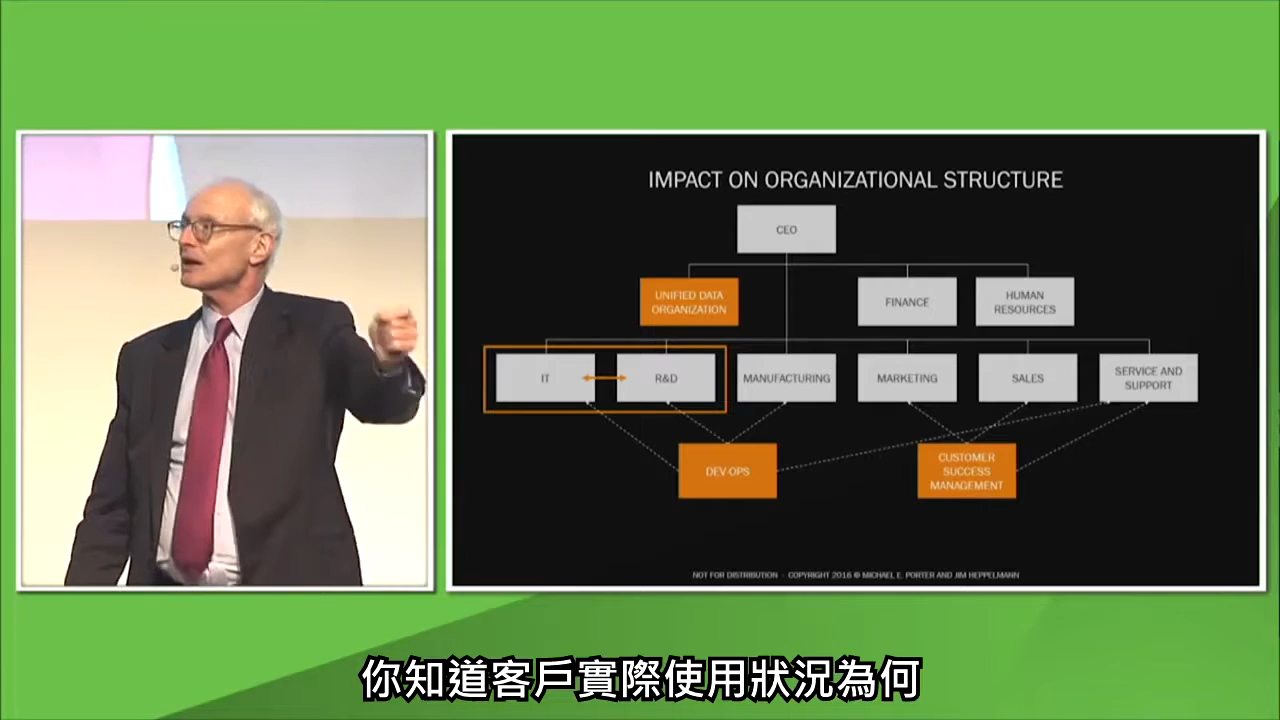 IMPACT ON ORGANIZATIONAL STRUCTURE
CEO
UNIFIED DATA
ORGANIZATION
FINANCE
HUMAN
RESOURCES
IT
R&D
MANUFACTURING
MARKETING
SALES
SERVICE AND
SUPPORT
DEV OPS
CUSTOMER
SUCCESS
MANAGEMENT
NOT FOR DISTRIBUTION - COPYRIGHT 2016 © MICHAEL E. PORTER AND JIM HEPPELMANN
你知道客戶實際使用狀況為何